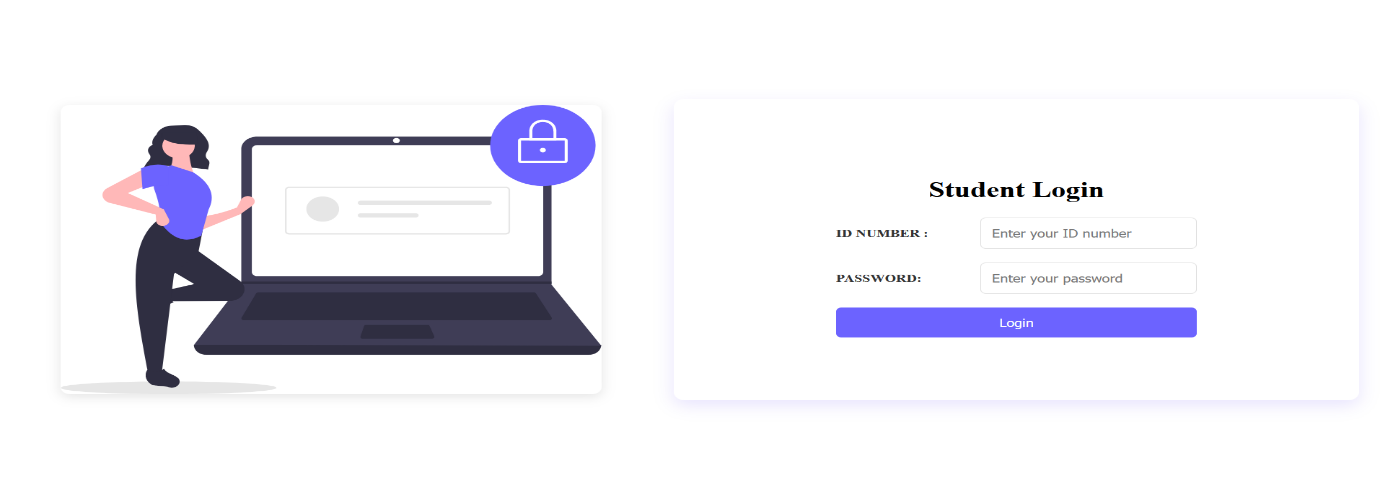 Student Login
ID NUMBER : Enter your ID number
PASSWORD: Enter your password
Login